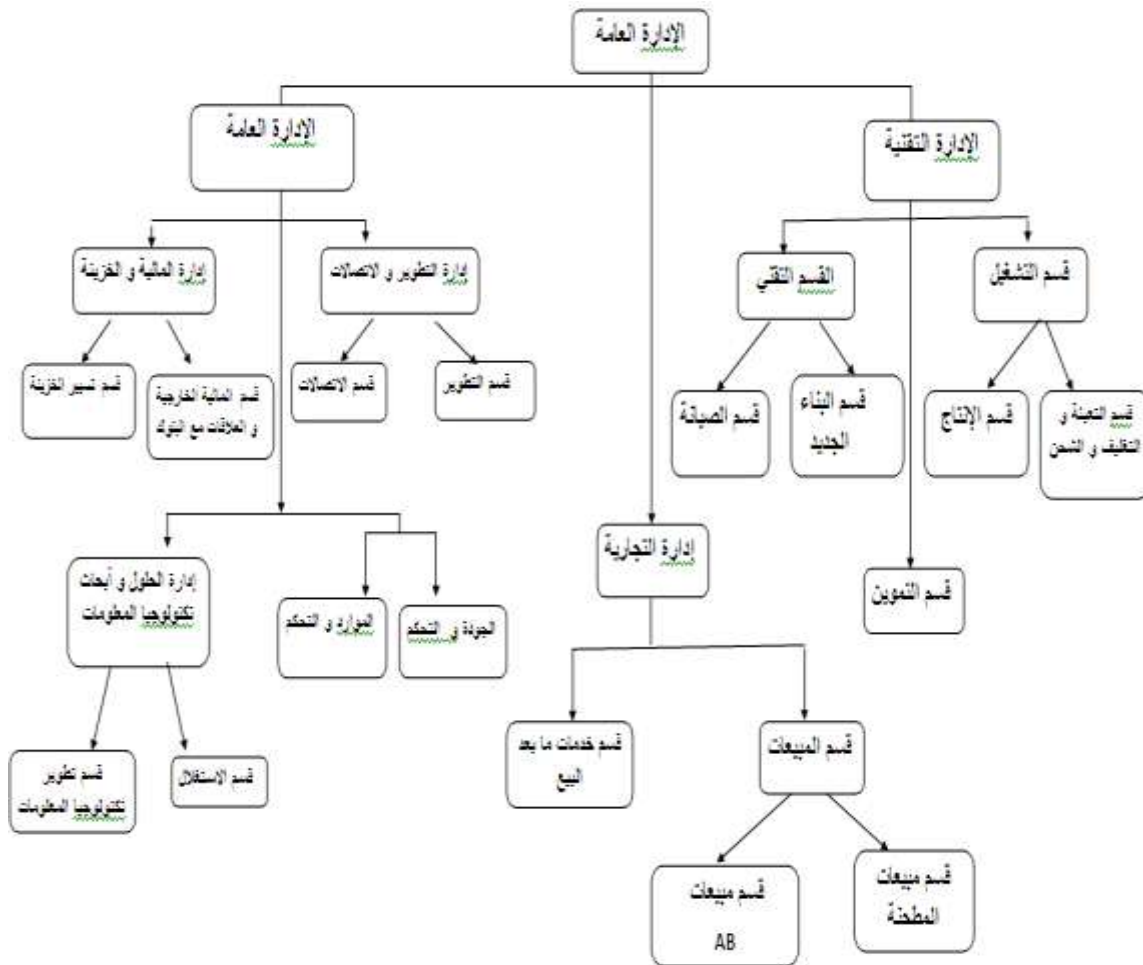 الإدارة العامة
الإدارة العامة
الإدارة التقنية
إدارة المالية و الخزينة
إدارة التطوير و الاتصالات
القسم التقني
قسم التشغيل
قسم تسيير الخزينة
قسم المالية الخارجية
و العلاقات مع البنوك
قسم الاتصالات
قسم التطوير
قسم الصيانة
قسم البناء
الجديد
قسم الإنتاج
قسم التعبئة و
التغليف و الشحن
إدارة الحلول و أبحاث
تكنولوجيا المعلومات
الموارد و التحكم
الجودة و التحكم
إدارة التجارية
قسم التموين
قسم تطوير
تكنولوجيا المعلومات
قسم الاستغلال
قسم خدمات ما بعد
البيع
قسم المبيعات
قسم مبيعات
AB
قسم مبيعات
المطحنة